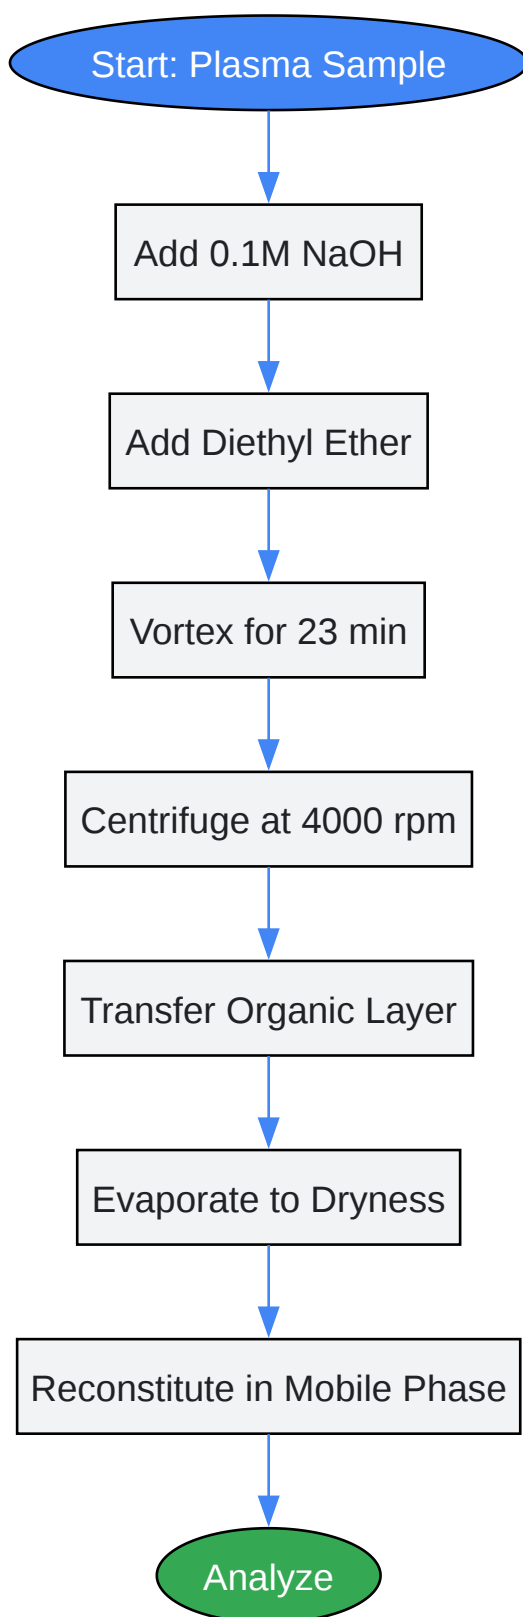 Start: Plasma Sample
Add 0.1M NaOH
Add Diethyl Ether
Vortex for 23 min
Centrifuge at 4000 rpm
Transfer Organic Layer
Evaporate to Dryness
Reconstitute in Mobile Phase
Analyze